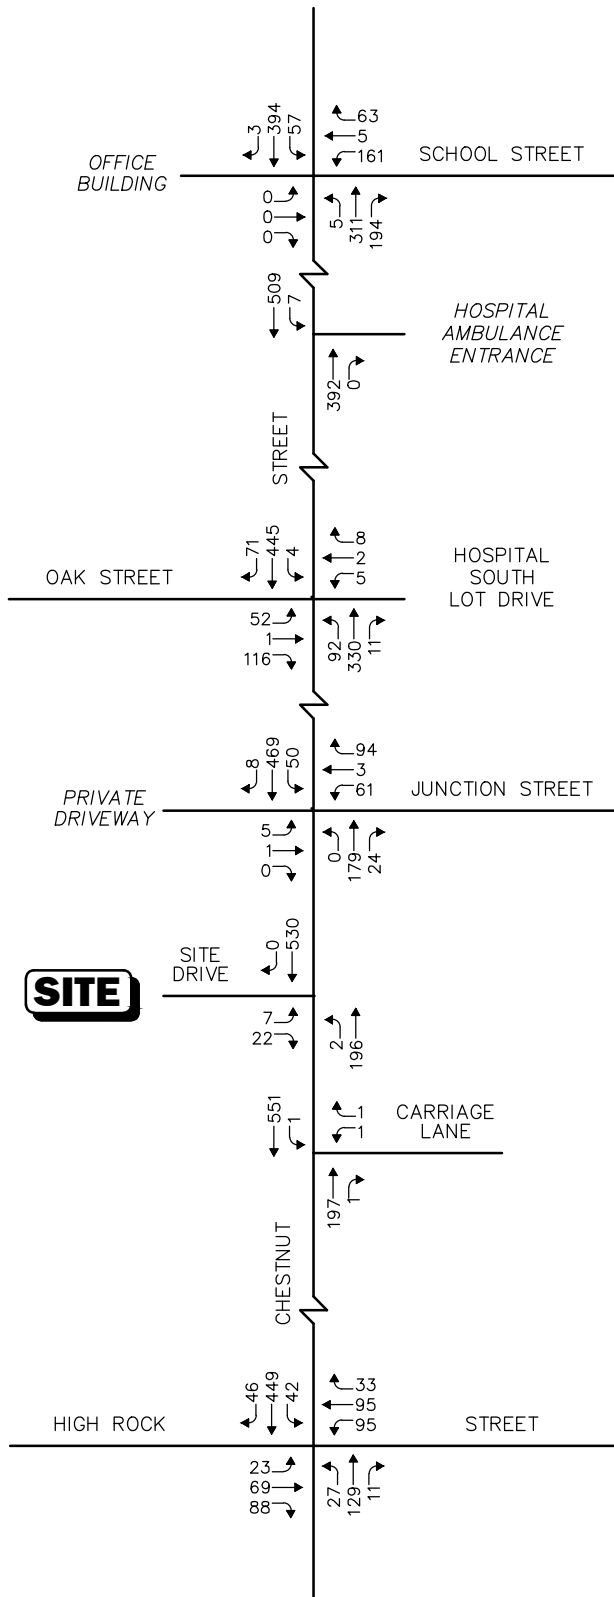 3
394
57
63
5
161
OFFICE
BUILDING
SCHOOL STREET
0
0
0
5
311
194
509
7
HOSPITAL
AMBULANCE
ENTRANCE
392
0
STREET
71
445
4
8
2
5
OAK STREET
HOSPITAL
SOUTH
LOT DRIVE
52
1
116
92
330
11
8
469
50
94
3
61
PRIVATE
DRIVEWAY
JUNCTION STREET
5
1
0
0
179
24
0
530
SITE
DRIVE
SITE
7
22
2
196
551
1
1
1
CARRIAGE
LANE
197
1
CHESTNUT
46
449
42
33
95
95
HIGH ROCK
STREET
23
69
88
27
129
11